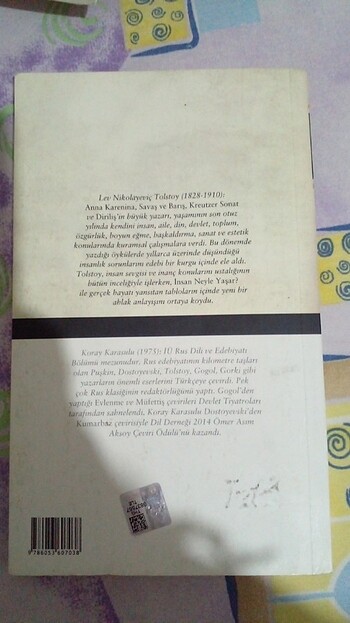 Lev Nikolayeviç Tolstoy (1828-1910):
Anna Karenina, Savaş ve Barış, Kreutzer Sonat
ve Diriliş'in büyük yazarı, yaşamının son otuz
yılında kendini insan, aile, din, devlet, toplum,
özgürlük, boyun eğme, başkaldırma, sanat ve estetik
konularında kuramsal çalışmalara verdi. Bu dönemde
yazdığı öykülerde yıllarca üzerinde düşündüğü
insanlık sorunlarını edebi bir kurgu içinde ele aldı.
Tolstoy, insan sevgisi ve inanç konularını ustalığının
bütün inceliğiyle işlerken, İnsan Neyle Yaşar?
ile gerçek hayatı yansıtan tabloların içinde yeni bir
ahlak anlayışını ortaya koydu.
Koray Karasulu (1975): İÜ Rus Dili ve Edebiyatı
Bölümü mezunudur. Rus edebiyatının kilometre taşları
olan Puşkin, Dostoyevski, Tolstoy, Gogol, Gorki gibi
yazarların önemli eserlerini Türkçeye çevirdi. Pek
çok Rus klasiğinin redaktörlüğünü yaptı. Gogol'den
yaptığı Evlenme ve Müfettiş çevirileri Devlet Tiyatroları
tarafından sahnelendi. Koray Karasulu Dostoyevski'den
Kumarbaz çevirisiyle Dil Derneği 2014 Ömer Asım
Aksoy Çeviri Ödülü'nü kazandı.
9786053607038